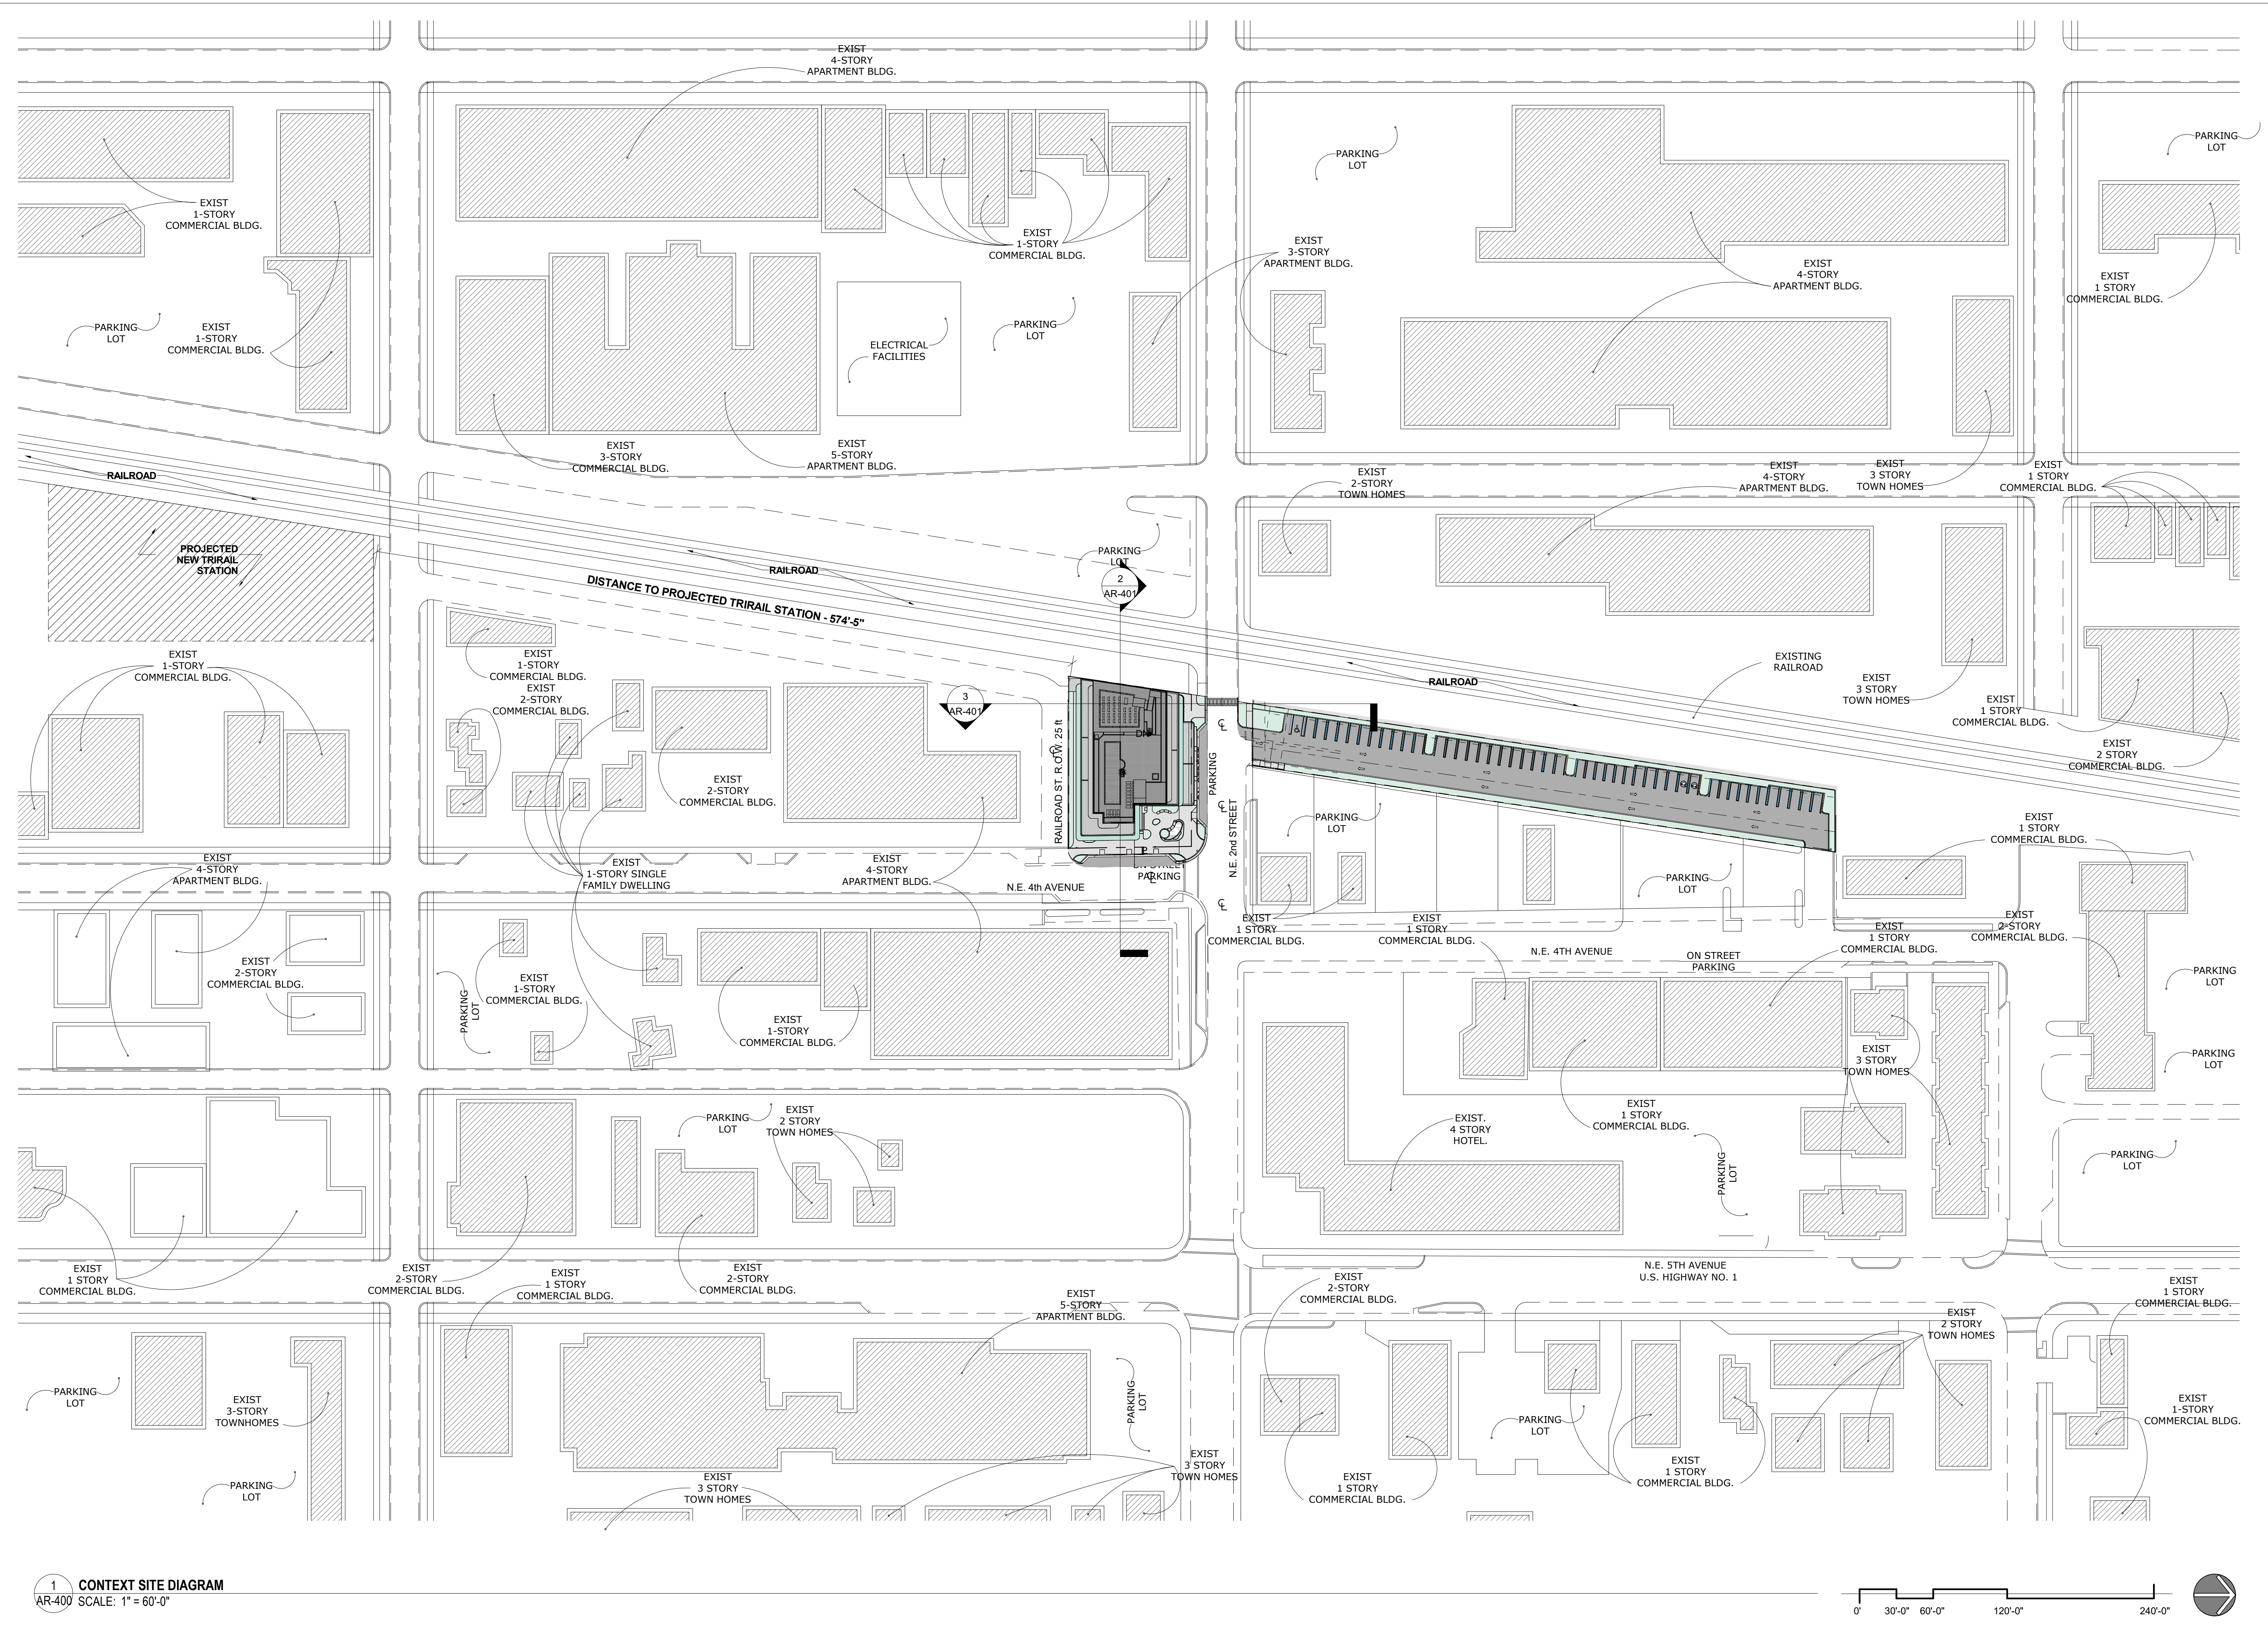 EXIST
4-STORY
APARTMENT BLDG.
PARKING
LOT
PARKING
LOT
EXIST
1-STORY
COMMERCIAL BLDG.
EXIST
1-STORY
COMMERCIAL BLDG.
EXIST
3-STORY
APARTMENT BLDG.
EXIST
4-STORY
APARTMENT BLDG.
EXIST
1 STORY
COMMERCIAL BLDG.
PARKING
LOT
EXIST
1-STORY
COMMERCIAL BLDG.
ELECTRICAL
FACILITIES
PARKING
LOT
EXIST
3-STORY
COMMERCIAL BLDG.
EXIST
5-STORY
APARTMENT BLDG.
RAILROAD
EXIST
2-STORY
TOWN HOMES
EXIST
4-STORY
APARTMENT BLDG.
EXIST
3 STORY
TOWN HOMES
EXIST
1 STORY
COMMERCIAL BLDG.
PROJECTED
NEW TRIRAIL
STATION
RAILROAD
PARKING
LOT
2
AR-401
DISTANCE TO PROJECTED TRIRAIL STATION - 574'-5"
EXIST
1-STORY
COMMERCIAL BLDG.
EXIST
1-STORY
COMMERCIAL BLDG.
EXIST
2-STORY
COMMERCIAL BLDG.
3
AR-401
RAILROAD
EXISTING
RAILROAD
EXIST
3 STORY
TOWN HOMES
EXIST
1 STORY
COMMERCIAL BLDG.
EXIST
2 STORY
COMMERCIAL BLDG.
EXIST
2-STORY
COMMERCIAL BLDG.
RAILROAD ST. R.O.W. 25 ft
DN
PARKING
N.E. 2nd STREET
PARKING
LOT
EXIST
1 STORY
COMMERCIAL BLDG.
EXIST
4-STORY
APARTMENT BLDG.
EXIST
1-STORY SINGLE
FAMILY DWELLING
EXIST
4-STORY
APARTMENT BLDG.
N.E. 4th AVENUE
ON STREET
PARKING
PARKING
LOT
EXIST
1 STORY
COMMERCIAL BLDG.
EXIST
1 STORY
COMMERCIAL BLDG.
EXIST
1 STORY
COMMERCIAL BLDG.
EXIST
2-STORY
COMMERCIAL BLDG.
N.E. 4TH AVENUE
ON STREET
PARKING
EXIST
2-STORY
COMMERCIAL BLDG.
PARKING
LOT
EXIST
1-STORY
COMMERCIAL BLDG.
EXIST
1-STORY
COMMERCIAL BLDG.
PARKING
LOT
EXIST
3 STORY
TOWN HOMES
PARKING
LOT
PARKING
LOT
EXIST
2 STORY
TOWN HOMES
EXIST.
4 STORY
HOTEL.
EXIST
1 STORY
COMMERCIAL BLDG.
PARKING
LOT
PARKING
LOT
EXIST
1 STORY
COMMERCIAL BLDG.
EXIST
2-STORY
COMMERCIAL BLDG.
EXIST
1 STORY
COMMERCIAL BLDG.
EXIST
2-STORY
COMMERCIAL BLDG.
EXIST
5-STORY
APARTMENT BLDG.
EXIST
2-STORY
COMMERCIAL BLDG.
N.E. 5TH AVENUE
U.S. HIGHWAY NO. 1
EXIST
2 STORY
TOWN HOMES
EXIST
1 STORY
COMMERCIAL BLDG.
PARKING
LOT
EXIST
3-STORY
TOWNHOMES
PARKING
LOT
PARKING
LOT
EXIST
1-STORY
COMMERCIAL BLDG.
PARKING
LOT
EXIST
3 STORY
TOWN HOMES
EXIST
3 STORY
TOWN HOMES
EXIST
1 STORY
COMMERCIAL BLDG.
EXIST
1 STORY
COMMERCIAL BLDG.
1
AR-400
CONTEXT SITE DIAGRAM
SCALE: 1" = 60'-0"
0' 30'-0" 60'-0" 120'-0" 240'-0"